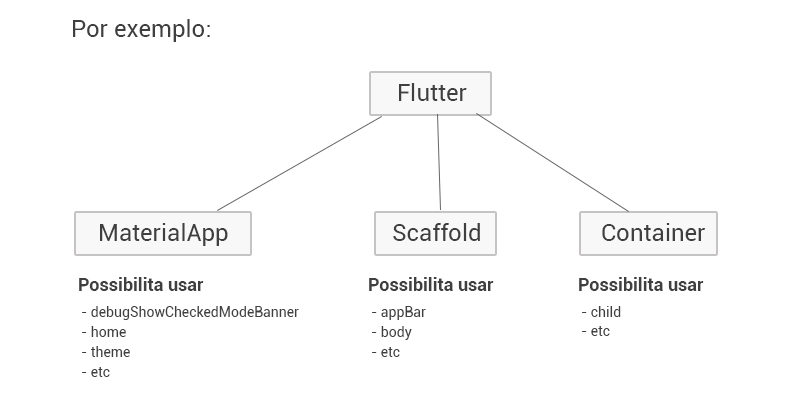 Por exemplo:
Flutter
MaterialApp
Scaffold
Container
Possibilita usar
- debugShowCheckedModeBanner
- home
- theme
- etc
Possibilita usar
- appBar
- body
- etc
Possibilita usar
- child
- etc